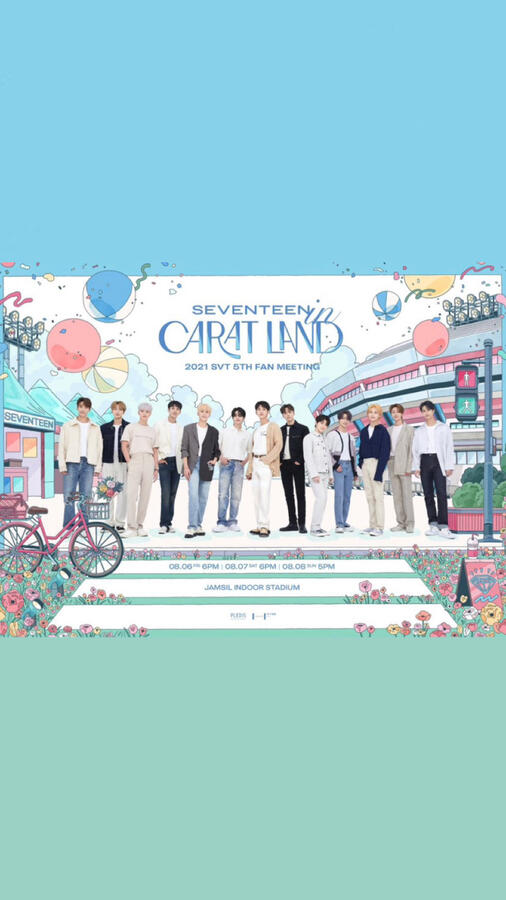 SEVENTEEN in
CARAT LAND
2021 SVT 5TH FAN MEETING
SEVENTEEN
08.06 FRI 6PM | 08.07 SAT 6PM | 08.08 SUN 5PM
JAMSIL INDOOR STADIUM
PLEDIS